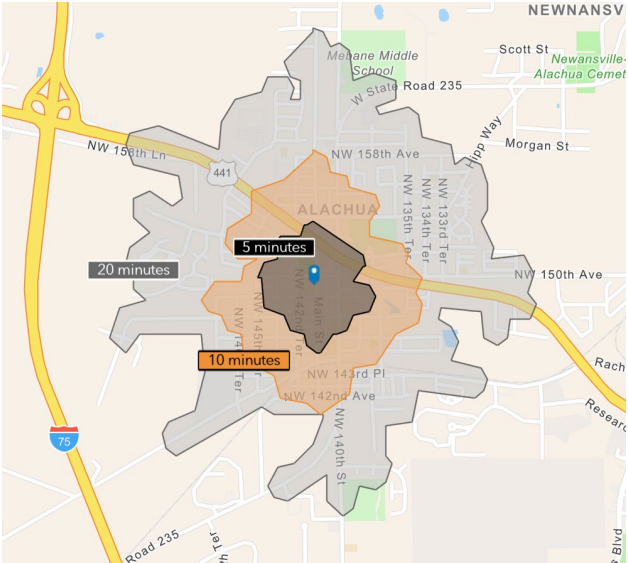 NEWNANSV
Mebane Middle
School
Scott St
Newnansville-
Alachua Cemet
W State Road 235
Hipp Way
Morgan St
NW 158th Ln
NW 158th Ave
441
ALACHUA
NW 135th Ter
NW 134th Ter
NW 133rd Ter
5 minutes
20 minutes
NW 150th Ave
NW 142nd Ter
Main St
NW 145th
Ter
10 minutes
NW 143rd Pl
NW 142nd Ave
Rach
Researc
NW 140th St
75
Road 235
Ter
s Blvd